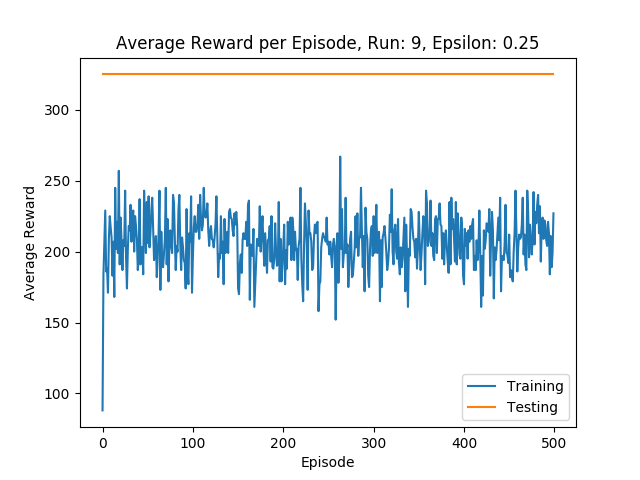 Average Reward per Episode, Run: 9, Epsilon: 0.25
300
250
200
150
100
Average Reward
0
100
200
300
400
500
Episode
Training
Testing